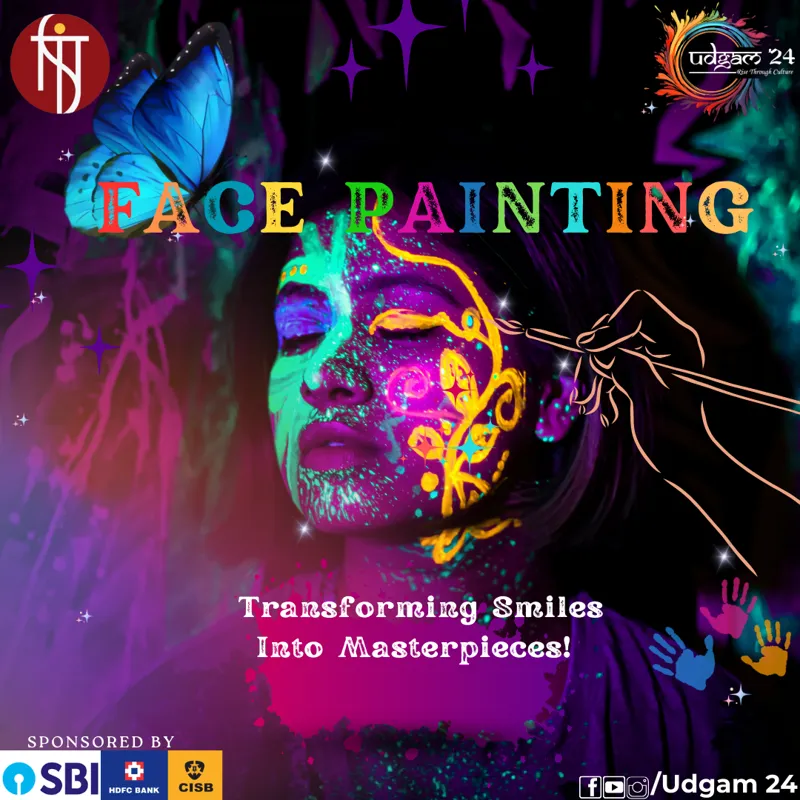 udgam '24
Rise Through Culture
FACE PAINTING
Transforming Smiles
Into Masterpieces!
SPONSORED BY
SBI
HDFC BANK
CISB
/Udgam 24